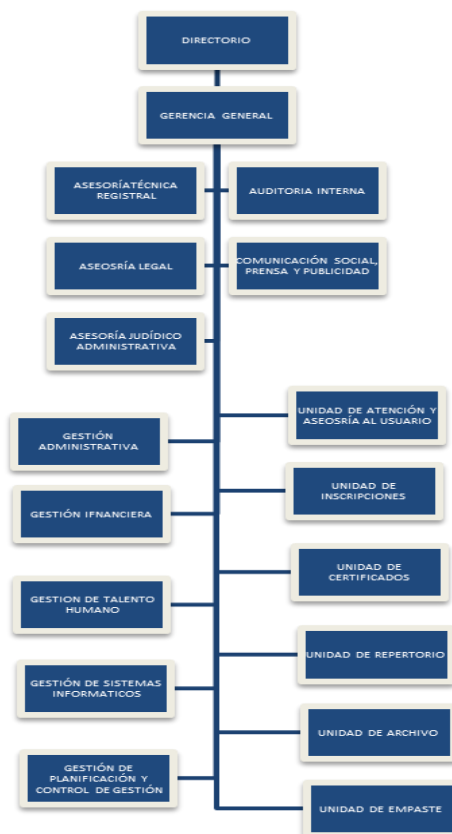 DIRECTORIO
GERENCIA GENERAL
ASESORÍATÉCNICA
REGISTRAL
AUDITORIA INTERNA
ASEOSRÍA LEGAL
COMUNICACIÓN SOCIAL,
PRENSA Y PUBLICIDAD
ASESORÍA JUDÍDICO
ADMINISTRATIVA
UNIDAD DE ATENCIÓN Y
ASEOSRÍA AL USUARIO
GESTIÓN
ADMINISTRATIVA
UNIDAD DE
INSCRIPCIONES
GESTIÓN IFNANCIERA
UNIDAD DE
CERTIFICADOS
GESTION DE TALENTO
HUMANO
UNIDAD DE REPERTORIO
GESTIÓN DE SISTEMAS
INFORMATICOS
UNIDAD DE ARCHIVO
GESTIÓN DE
PLANIFICACIÓN Y
CONTROL DE GESTIÓN
UNIDAD DE EMPASTE